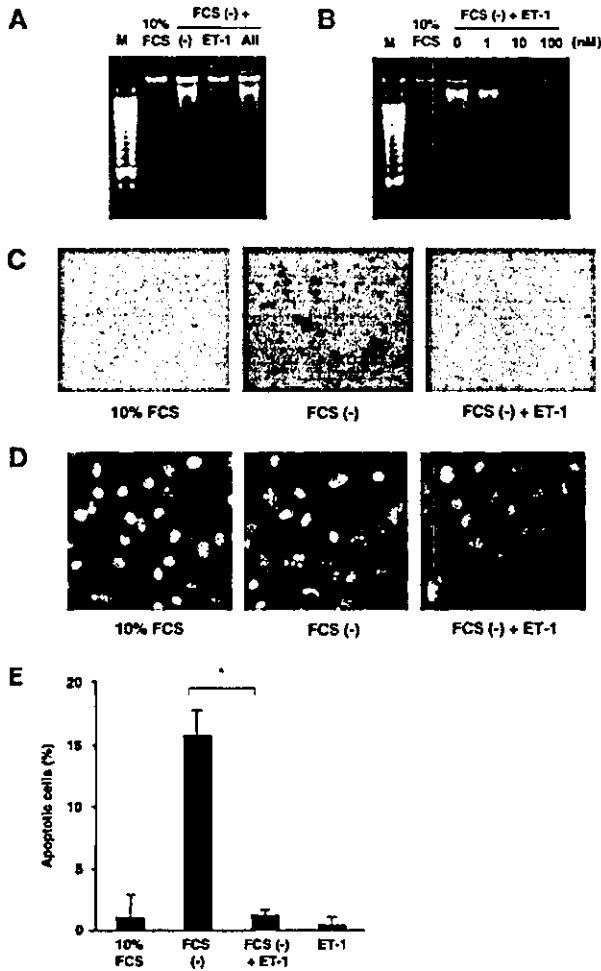 A
FCS (-) +
10%
M FCS (-) ET-1 AII
B
FCS (-) + ET-1
10%
M FCS 0 1 10 100 (nM)
C
10% FCS FCS (-) FCS (-) + ET-1
D
10% FCS FCS (-) FCS (-) + ET-1
E
*
Apoptotic cells (%)
20
15
10
5
0
10% FCS FCS (-) ET-1
FCS (-) + ET-1